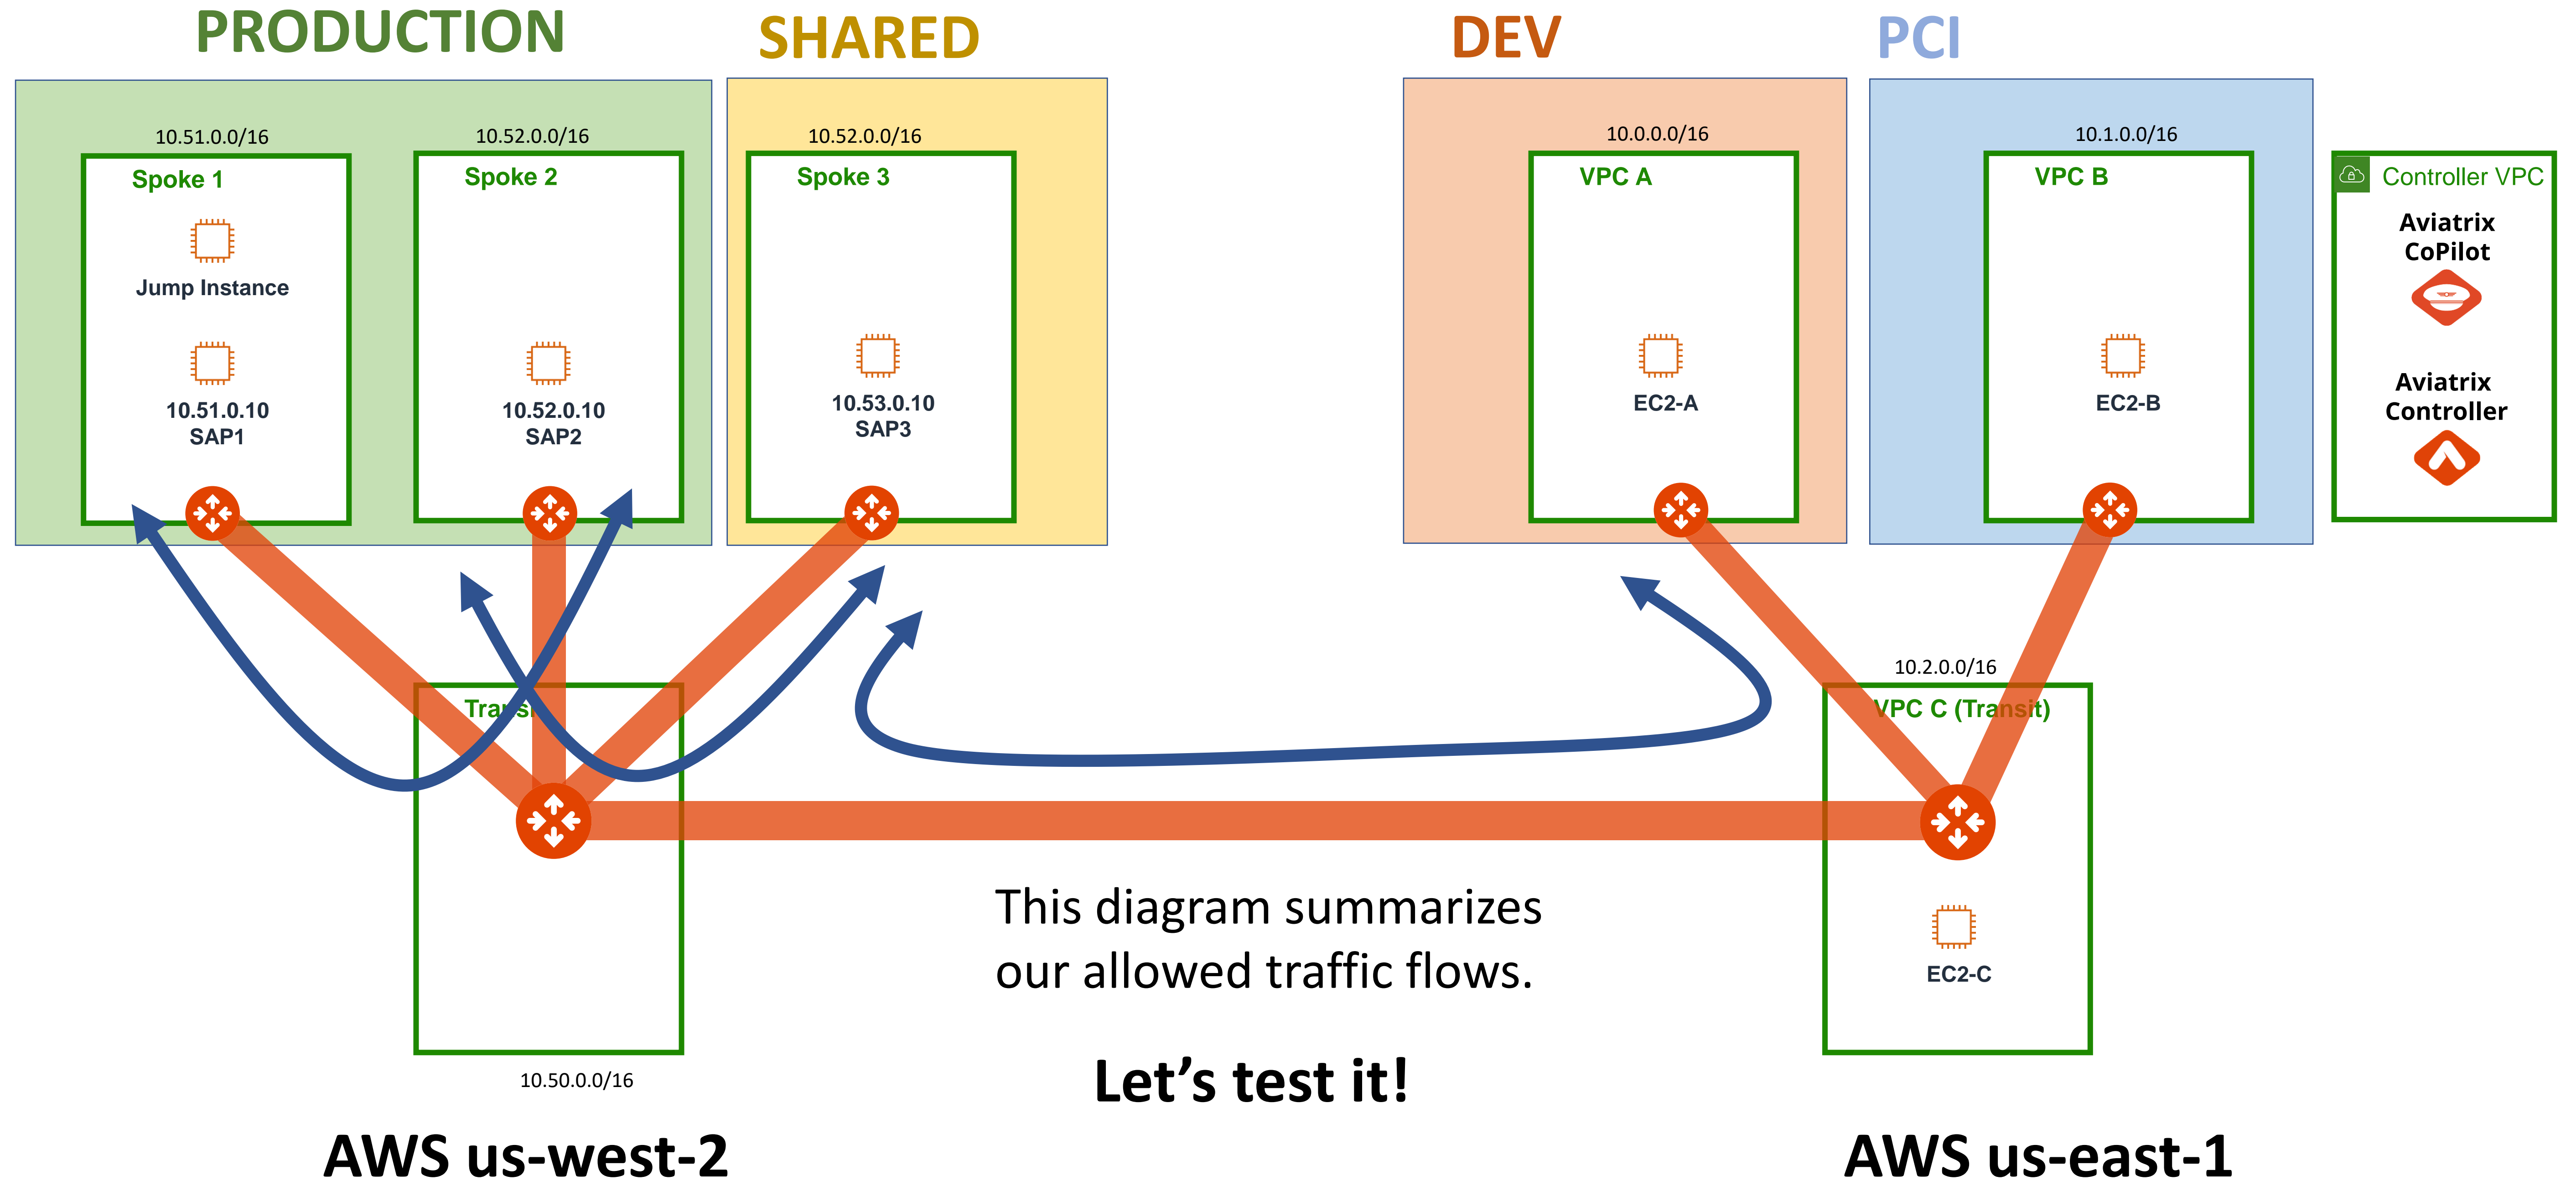 PRODUCTION
SHARED
DEV
PCI
10.51.0.0/16
10.52.0.0/16
10.52.0.0/16
10.0.0.0/16
10.1.0.0/16
Spoke 1
Spoke 2
Spoke 3
VPC A
VPC B
Controller VPC
Jump Instance
Aviatrix
CoPilot
10.51.0.10
SAP1
10.52.0.10
SAP2
10.53.0.10
SAP3
EC2-A
EC2-B
Aviatrix
Controller
10.2.0.0/16
Transit
VPC C (Transit)
This diagram summarizes
our allowed traffic flows.
EC2-C
Let’s test it!
10.50.0.0/16
AWS us-west-2
AWS us-east-1